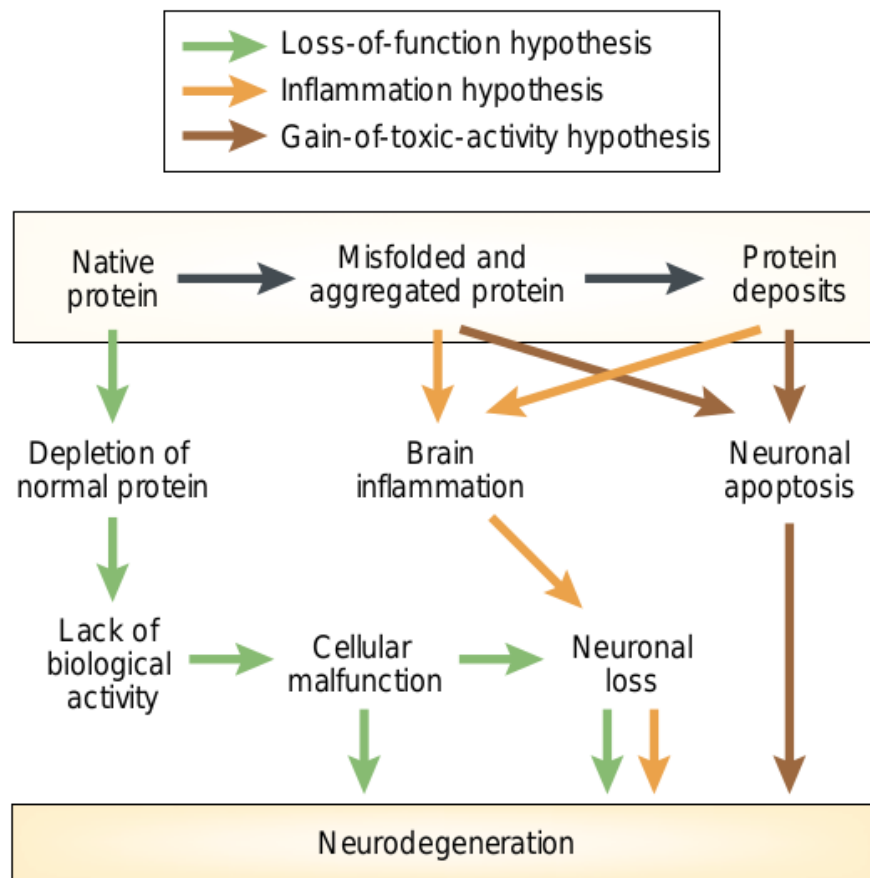 Loss-of-function hypothesis
Inflammation hypothesis
Gain-of-toxic-activity hypothesis
Native
protein
Misfolded and
aggregated protein
Protein
deposits
Depletion of
normal protein
Brain
inflammation
Neuronal
apoptosis
Lack of
biological
activity
Cellular
malfunction
Neuronal
loss
Neurodegeneration